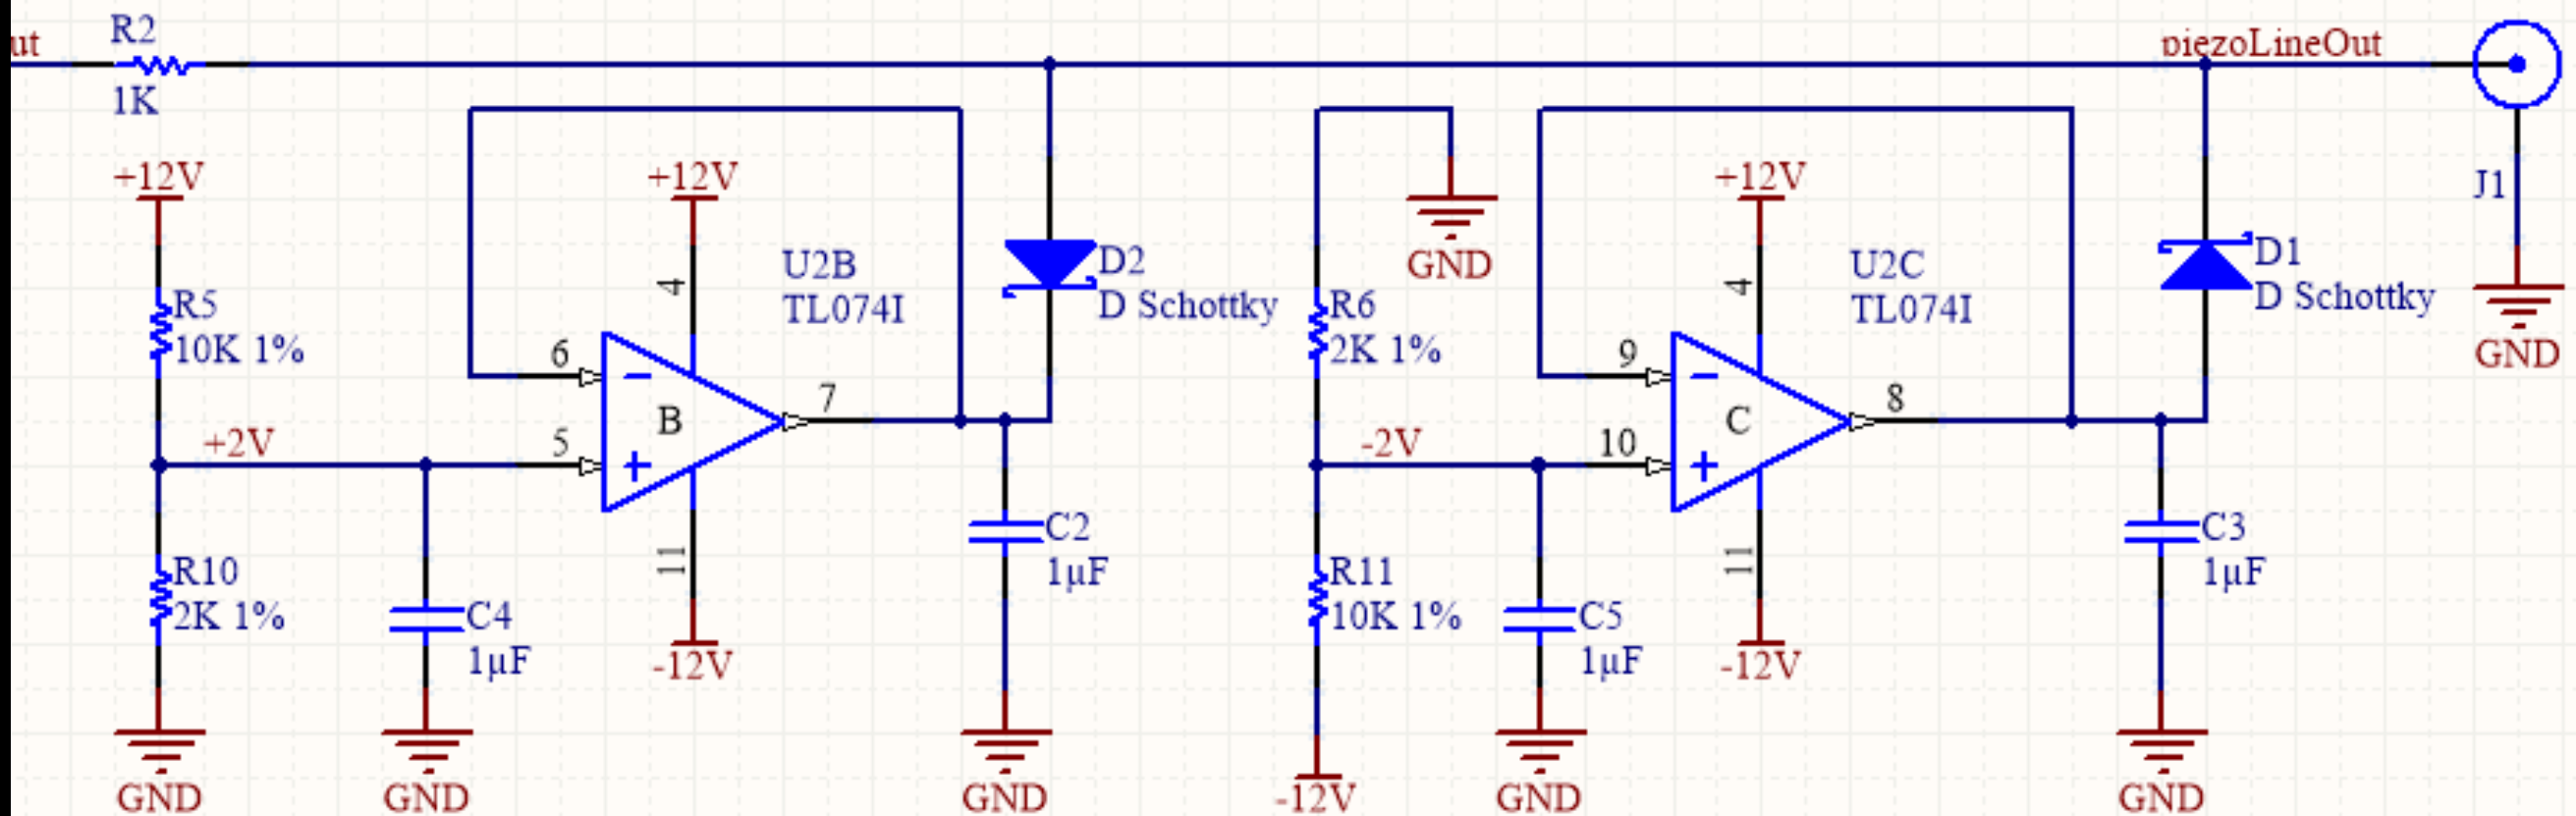 ut
R2
1K
piezoLineOut
J1
GND
+12V
R5
10K 1%
+2V
R10
2K 1%
GND
C4
1µF
GND
+12V
4
U2B
TL074I
6
5
B
7
11
-12V
D2
D Schottky
C2
1µF
GND
GND
R6
2K 1%
-2V
R11
10K 1%
-12V
C5
1µF
GND
+12V
4
U2C
TL074I
9
10
C
8
11
-12V
D1
D Schottky
C3
1µF
GND